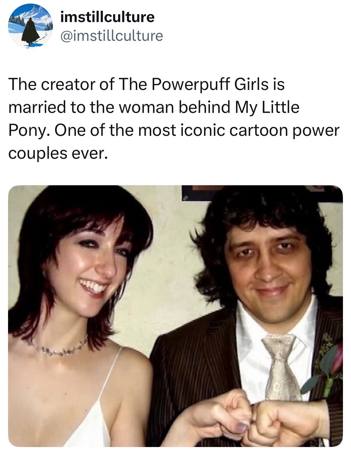 imstillculture
@imstillculture
The creator of The Powerpuff Girls is
married to the woman behind My Little
Pony. One of the most iconic cartoon power
couples ever.